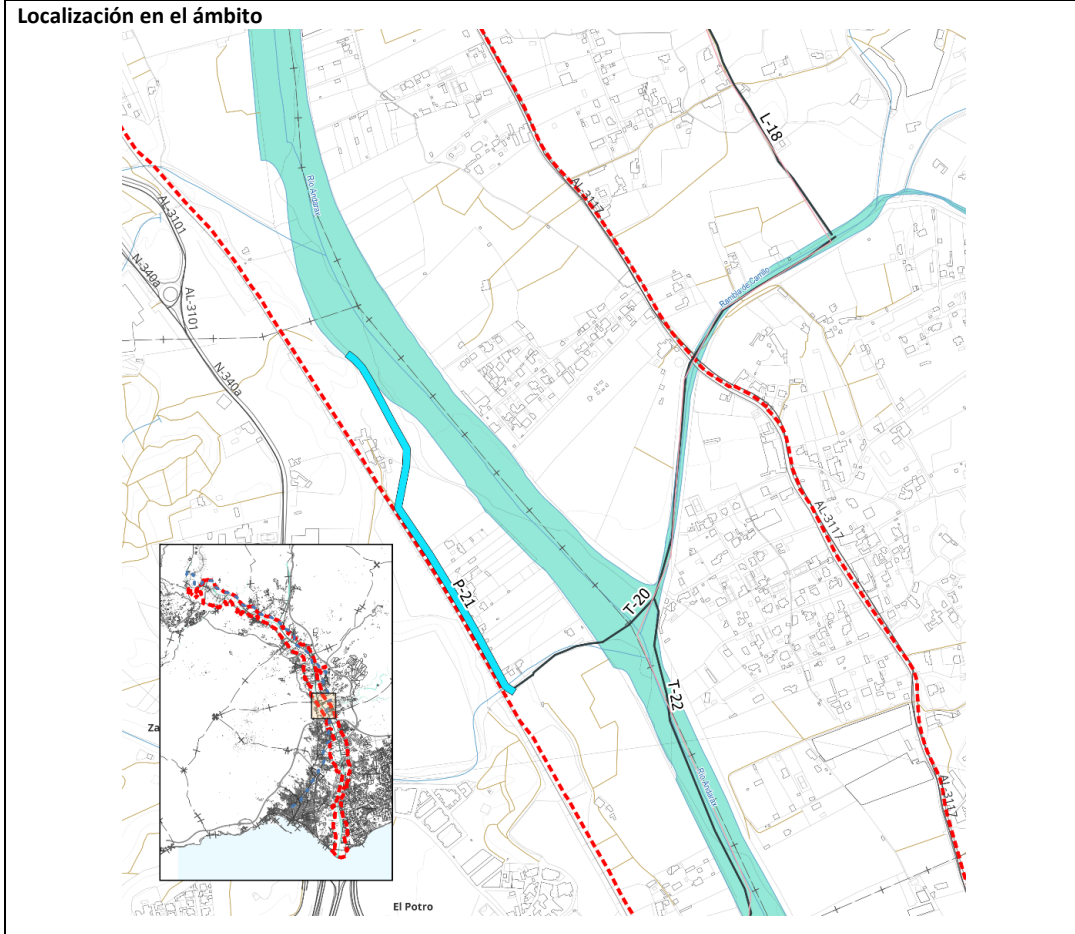 Localización en el ámbito
L-18
AL-3117
Río Andarax
AL-3101
N-340a
AL-3101
Rambla de Carrillo
N-340a
AL-3117
P-21
T-20
T-22
Río Andarax
AL-3117
Za
El Potro